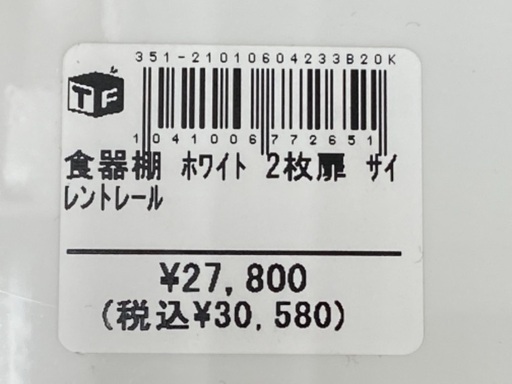 351-21010604233B20K
TF
1041006772651
食器棚 ホワイト 2枚扉 サイ
レントレール
¥27,800
(税込¥30,580)